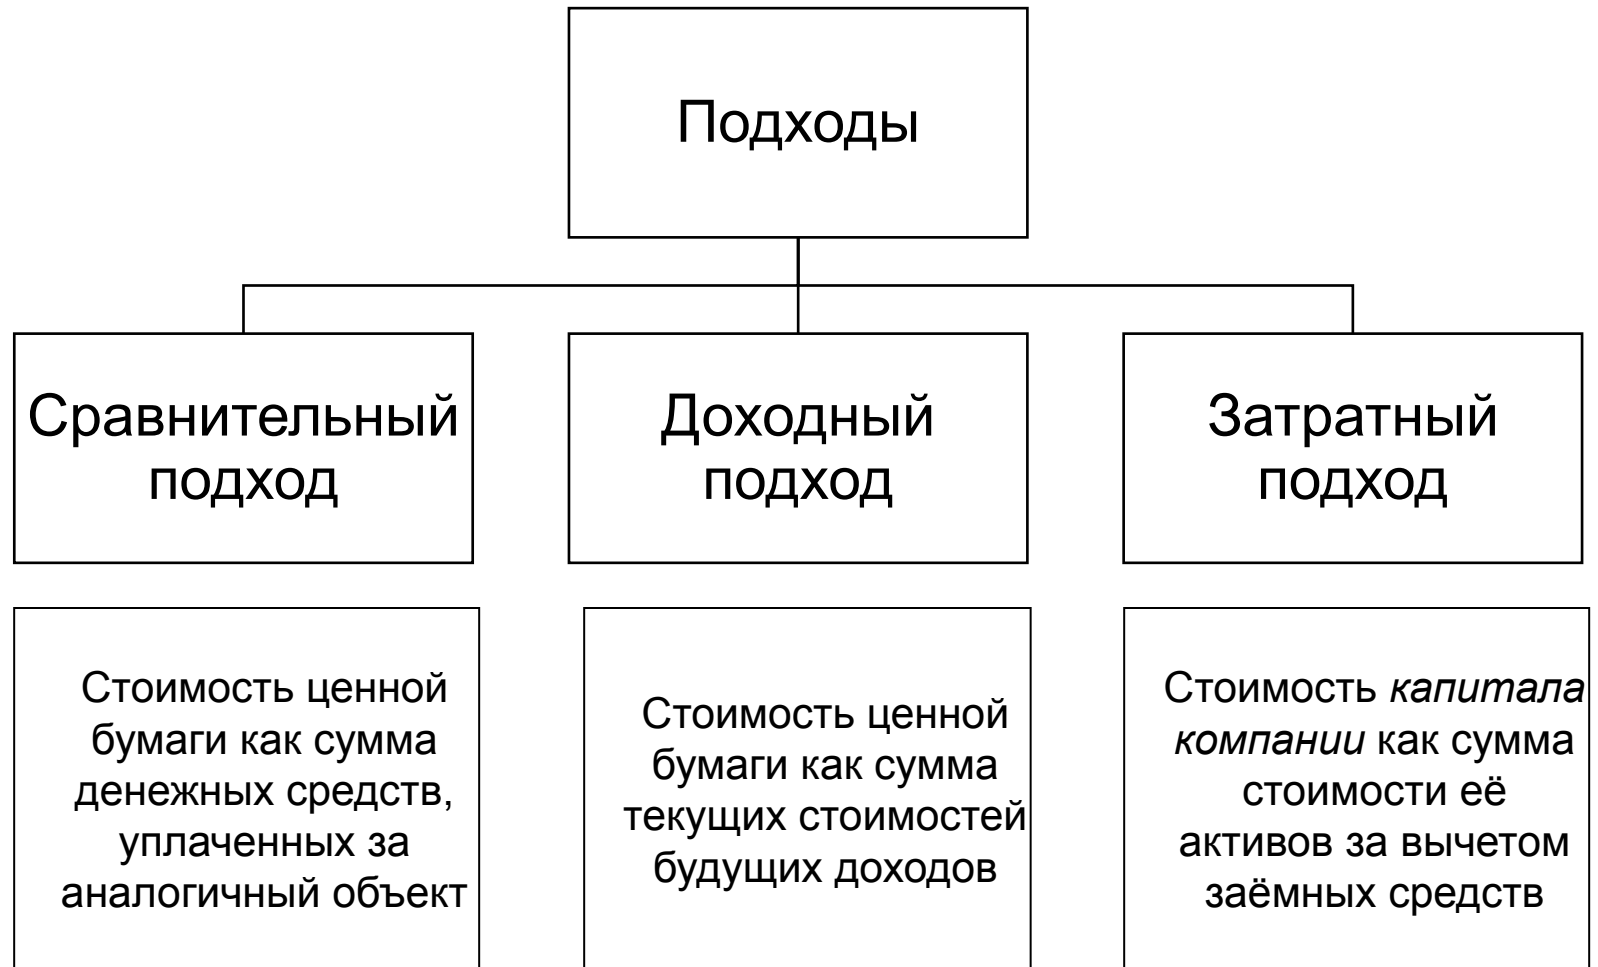 Подходы
Сравнительный
подход
Доходный
подход
Затратный
подход
Стоимость ценной
бумаги как сумма
денежных средств,
уплаченных за
аналогичный объект
Стоимость ценной
бумаги как сумма
текущих стоимостей
будущих доходов
Стоимость капитала
компании как сумма
стоимости её
активов за вычетом
заёмных средств